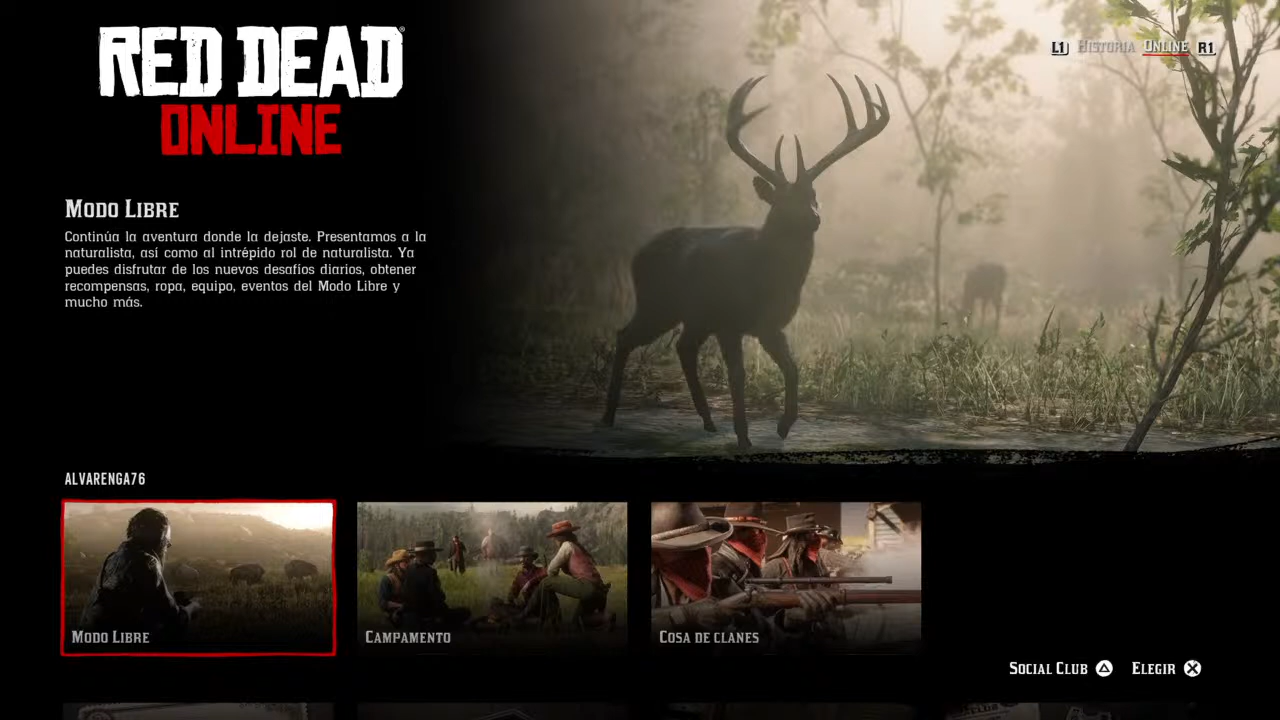 RED DEAD
ONLINE
L1 HISTORIA ONLINE R1
MODO LIBRE
Continúa la aventura donde la dejaste. Presentamos a la
naturalista, así como al intrépido rol de naturalista. Ya
puedes disfrutar de los nuevos desafíos diarios, obtener
recompensas, ropa, equipo, eventos del Modo Libre y
mucho más.
ALVARENGA76
MODO LIBRE
CAMPAMENTO
COSA DE CLANES
SOCIAL CLUB
ELEGIR